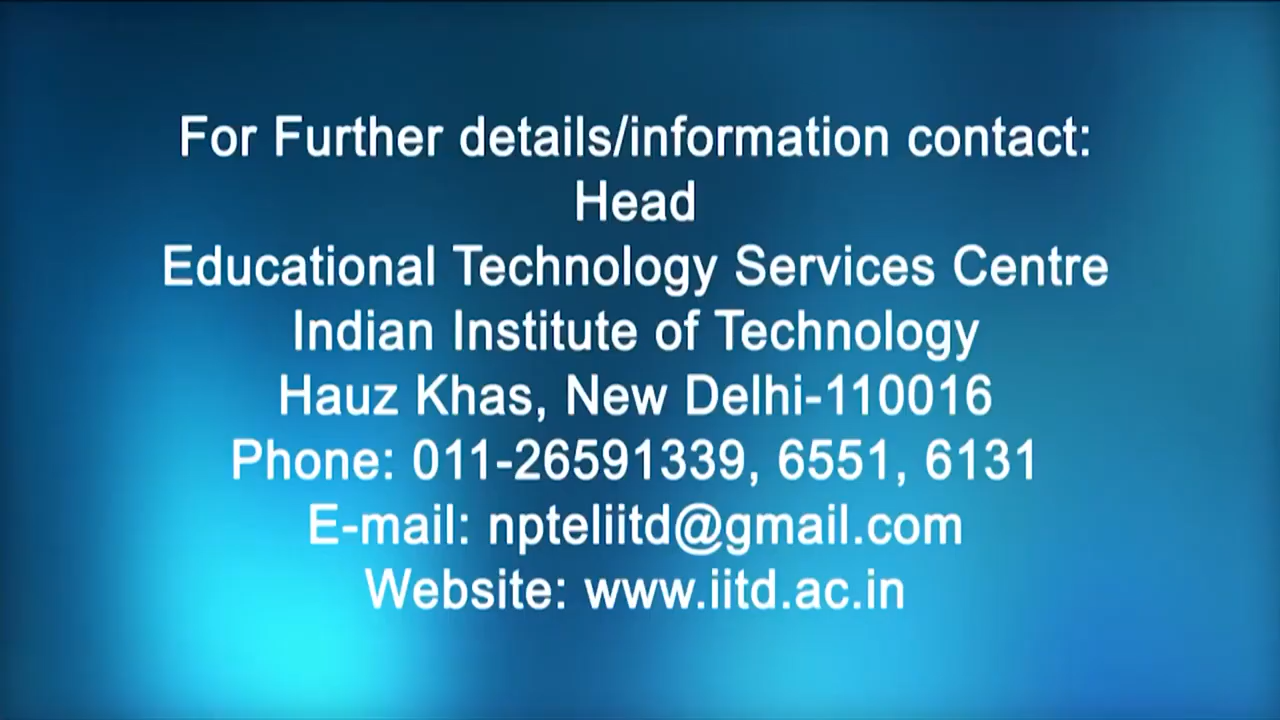 For Further details/information contact:
Head
Educational Technology Services Centre
Indian Institute of Technology
Hauz Khas, New Delhi-110016
Phone: 011-26591339, 6551, 6131
E-mail: npteliitd@gmail.com
Website: www.iitd.ac.in